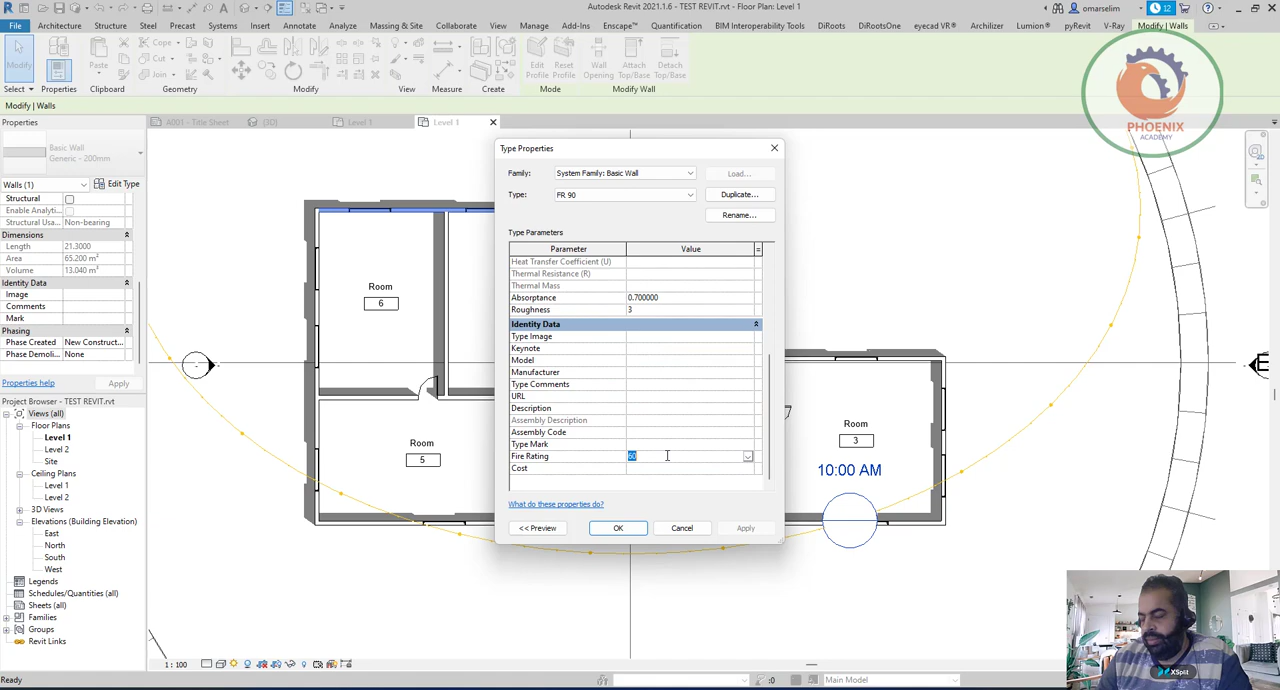 Autodesk Revit 2021.1.6 - TEST REVIT.rvt - Floor Plan: Level 1
omarselim
12
File Architecture Structure Steel Precast Systems Insert Annotate Analyze Massing & Site Collaborate View Manage Add-Ins Enscape™ Quantification BIM Interoperability Tools DiRoots DiRootsOne eyecad VR® Archilizer Lumion® pyRevit V-Ray Modify | Walls
Modify
Paste
Cope
Cut
Join
Edit Profile
Reset Profile
Wall Opening
Attach Top/Base
Detach Top/Base
Select
Properties
Clipboard
Geometry
Modify
View
Measure
Create
Mode
Modify Wall
Modify | Walls
PHOENIX
ACADEMY
Properties
A001 - Title Sheet
{3D}
Level 1
Level 1
Basic Wall
Generic - 200mm
Walls (1)
Edit Type
Structural
Enable Analyti...
Structural Usa... Non-bearing
Dimensions
Length 21.3000
Area 65.200 m²
Volume 13.040 m³
Identity Data
Image
Comments
Mark
Phasing
Phase Created New Construct...
Phase Demoli... None
Properties help
Apply
Project Browser - TEST REVIT.rvt
Views (all)
Floor Plans
Level 1
Level 2
Site
Ceiling Plans
Level 1
Level 2
3D Views
Elevations (Building Elevation)
East
North
South
West
Legends
Schedules/Quantities (all)
Sheets (all)
Families
Groups
Revit Links
Room
6
Room
5
Room
3
10:00 AM
Type Properties
Family: System Family: Basic Wall Load...
Type: FR 90 Duplicate...
Rename...
Type Parameters
Parameter Value =
Heat Transfer Coefficient (U)
Thermal Resistance (R)
Thermal Mass
Absorptance 0.700000
Roughness 3
Identity Data
Type Image
Keynote
Model
Manufacturer
Type Comments
URL
Description
Assembly Description
Assembly Code
Type Mark
Fire Rating 60
Cost
What do these properties do?
<< Preview OK Cancel Apply
1 : 100
Ready
:0
Main Model
XSplit